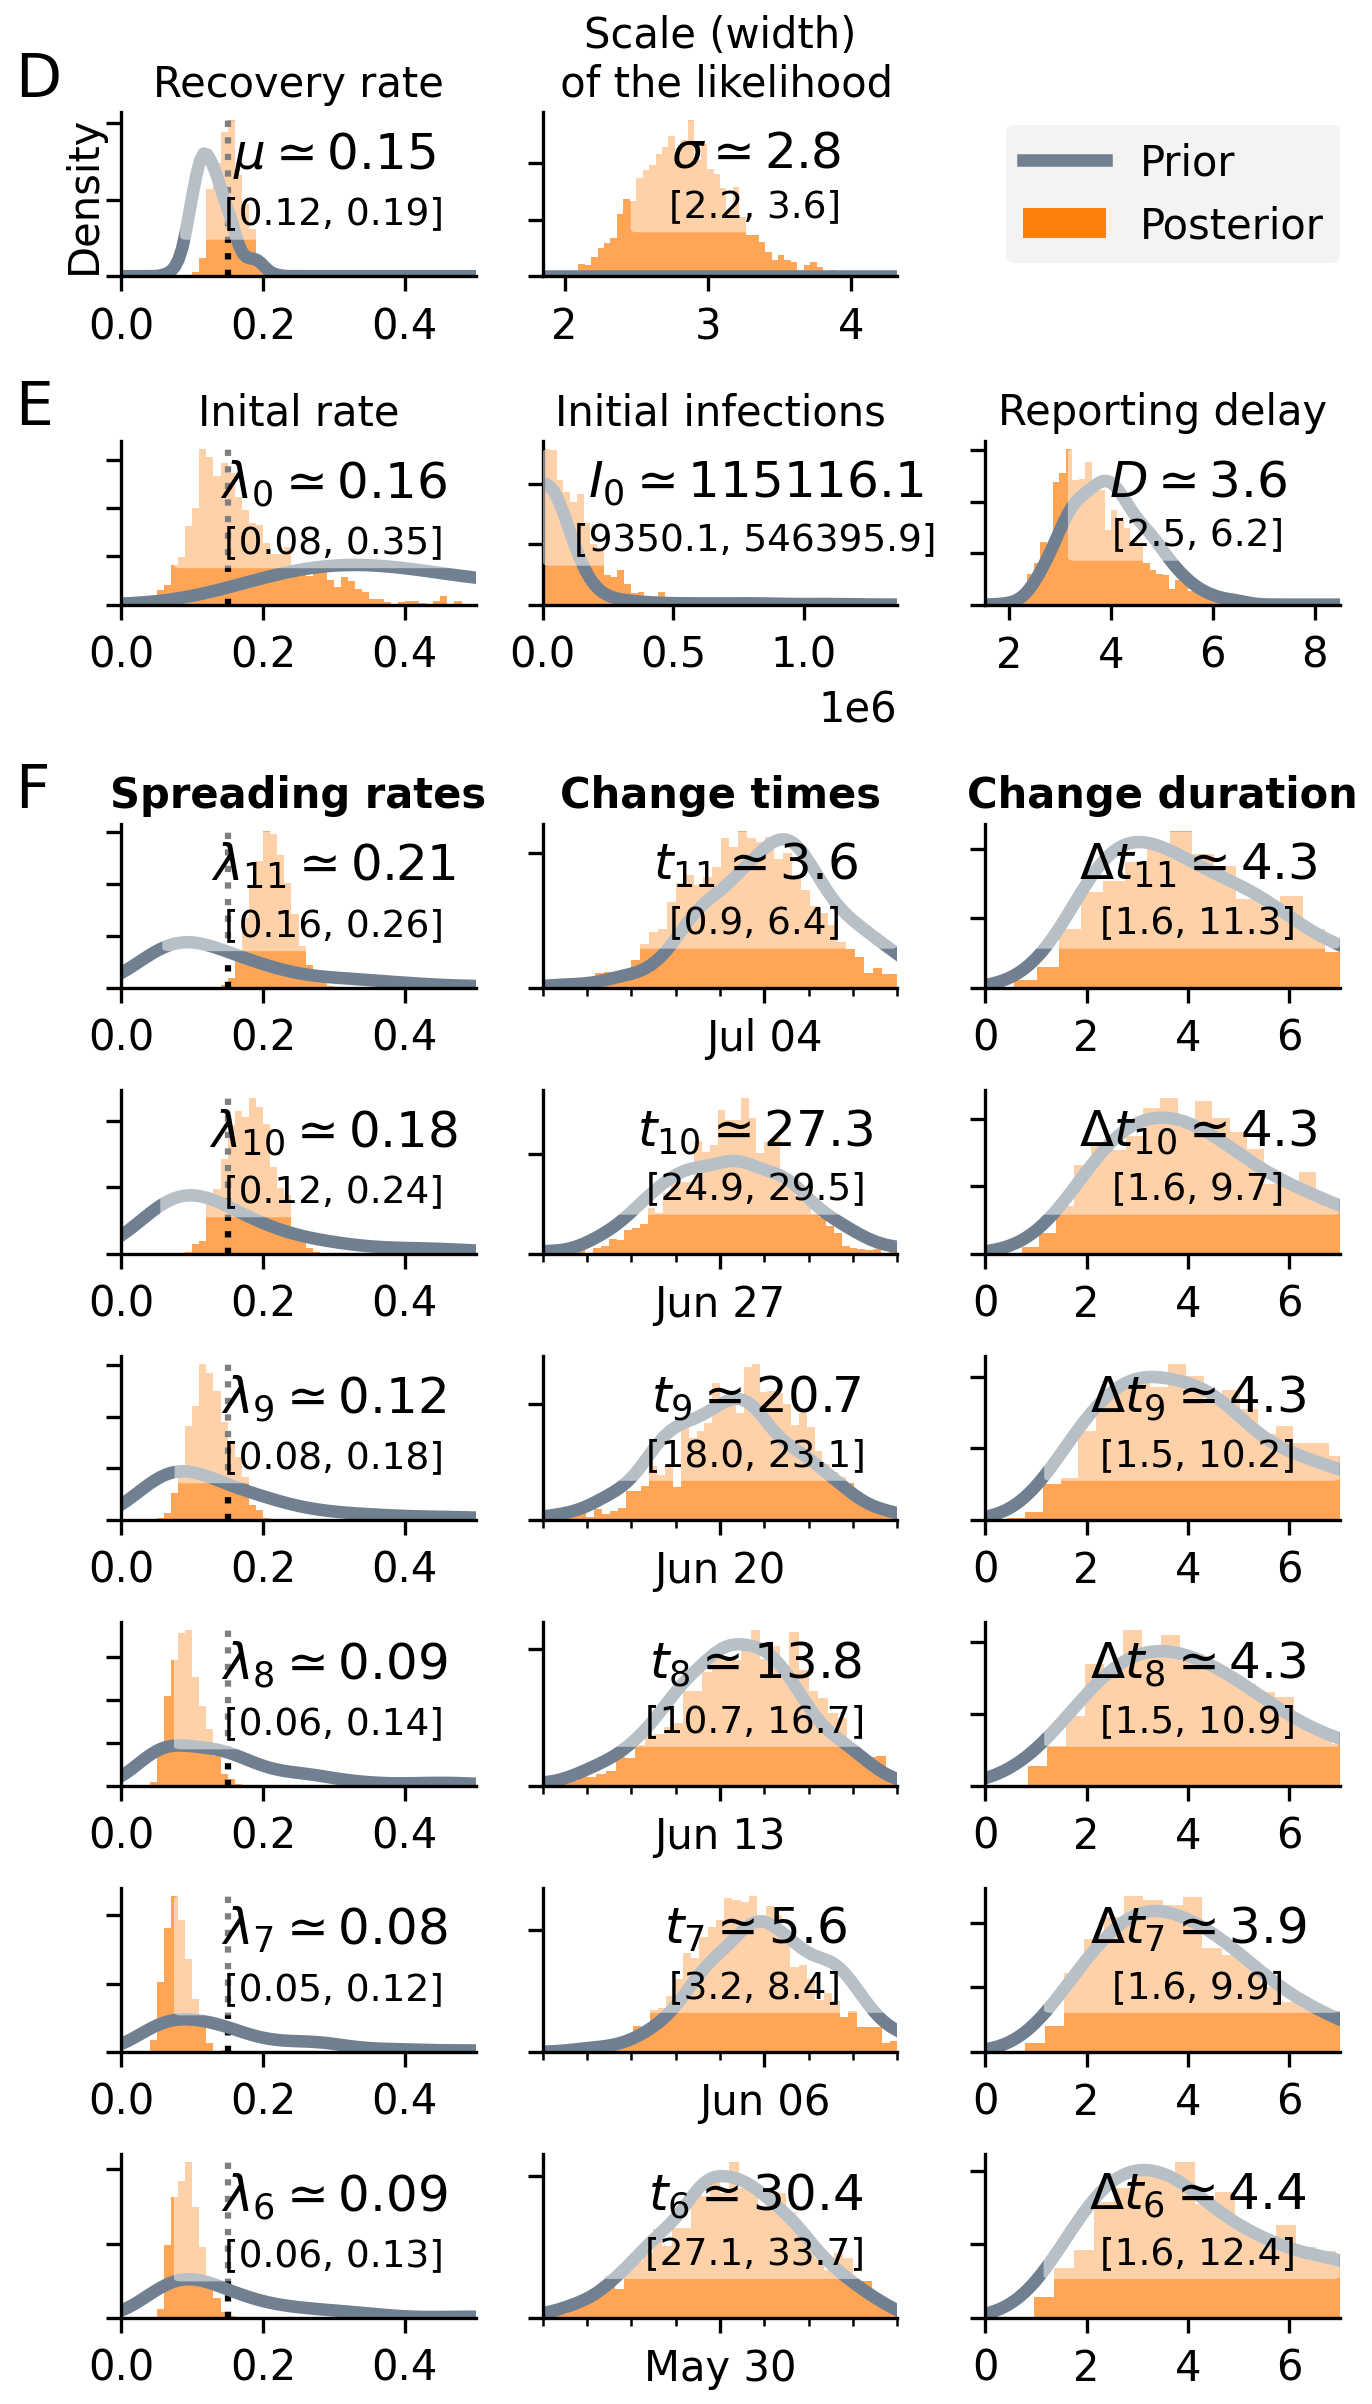 D
Recovery rate
Scale (width)
of the likelihood
Density
μ ≃ 0.15
[0.12, 0.19]
σ ≃ 2.8
[2.2, 3.6]
Prior
Posterior
0.0 0.2 0.4
2 3 4
E
Inital rate
Initial infections
Reporting delay
λ0 ≃ 0.16
[0.08, 0.35]
I0 ≃ 115116.1
[9350.1, 546395.9]
D ≃ 3.6
[2.5, 6.2]
0.0 0.2 0.4
0.0 0.5 1.0
1e6
2 4 6 8
F
Spreading rates
Change times
Change duration
λ11 ≃ 0.21
[0.16, 0.26]
t11 ≃ 3.6
[0.9, 6.4]
Δt11 ≃ 4.3
[1.6, 11.3]
0.0 0.2 0.4
Jul 04
0 2 4 6
λ10 ≃ 0.18
[0.12, 0.24]
t10 ≃ 27.3
[24.9, 29.5]
Δt10 ≃ 4.3
[1.6, 9.7]
0.0 0.2 0.4
Jun 27
0 2 4 6
λ9 ≃ 0.12
[0.08, 0.18]
t9 ≃ 20.7
[18.0, 23.1]
Δt9 ≃ 4.3
[1.5, 10.2]
0.0 0.2 0.4
Jun 20
0 2 4 6
λ8 ≃ 0.09
[0.06, 0.14]
t8 ≃ 13.8
[10.7, 16.7]
Δt8 ≃ 4.3
[1.5, 10.9]
0.0 0.2 0.4
Jun 13
0 2 4 6
λ7 ≃ 0.08
[0.05, 0.12]
t7 ≃ 5.6
[3.2, 8.4]
Δt7 ≃ 3.9
[1.6, 9.9]
0.0 0.2 0.4
Jun 06
0 2 4 6
λ6 ≃ 0.09
[0.06, 0.13]
t6 ≃ 30.4
[27.1, 33.7]
Δt6 ≃ 4.4
[1.6, 12.4]
0.0 0.2 0.4
May 30
0 2 4 6